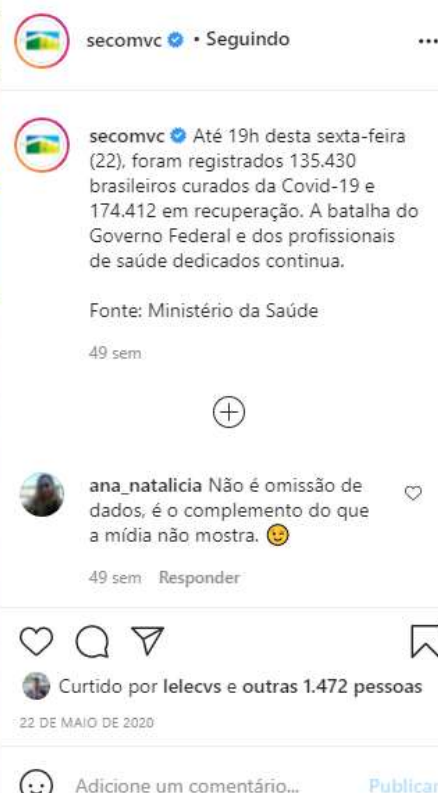 secomvc • Seguindo
secomvc Até 19h desta sexta-feira
(22), foram registrados 135.430
brasileiros curados da Covid-19 e
174.412 em recuperação. A batalha do
Governo Federal e dos profissionais
de saúde dedicados continua.
Fonte: Ministério da Saúde
49 sem
ana_natalicia Não é omissão de
dados, é o complemento do que
a mídia não mostra. 😉
49 sem Responder
Curtido por lelecvs e outras 1.472 pessoas
22 DE MAIO DE 2020
Adicione um comentário... Publicar